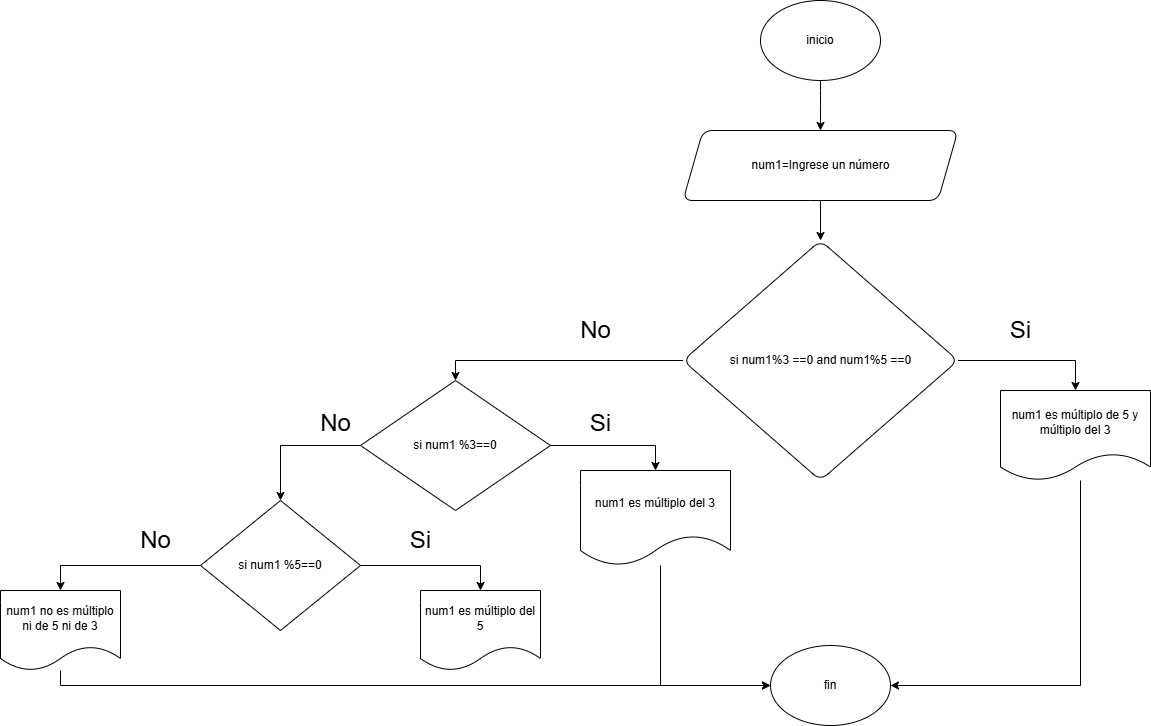 inicio
num1=Ingrese un número
No
Si
si num1%3 ==0 and num1%5 ==0
num1 es múltiplo de 5 y
múltiplo del 3
No
Si
si num1 %3==0
num1 es múltiplo del 3
No
Si
si num1 %5==0
num1 no es múltiplo
ni de 5 ni de 3
num1 es múltiplo del
5
fin